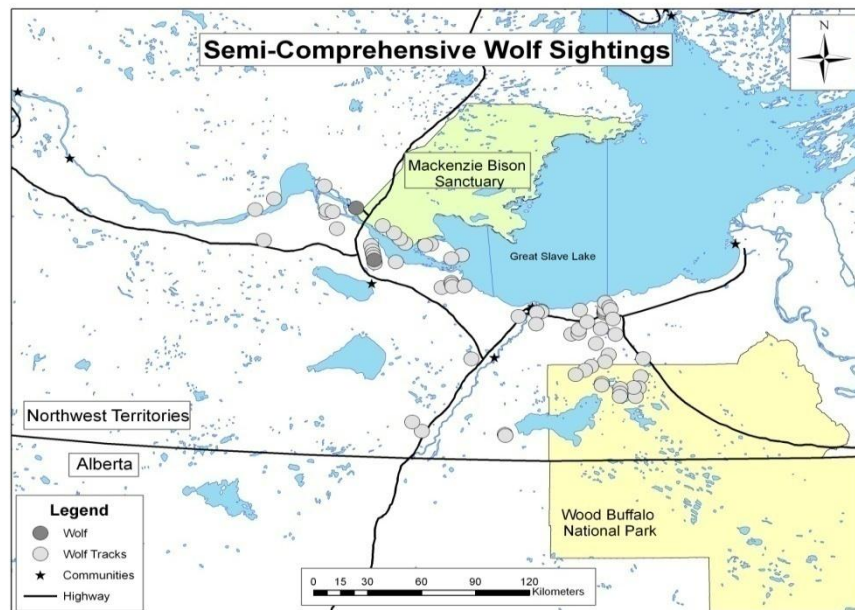 Semi-Comprehensive Wolf Sightings
N
Mackenzie Bison
Sanctuary
Great Slave Lake
Northwest Territories
Alberta
Wood Buffalo
National Park
Legend
Wolf
Wolf Tracks
Communities
Highway
0 15 30 60 90 120
Kilometers